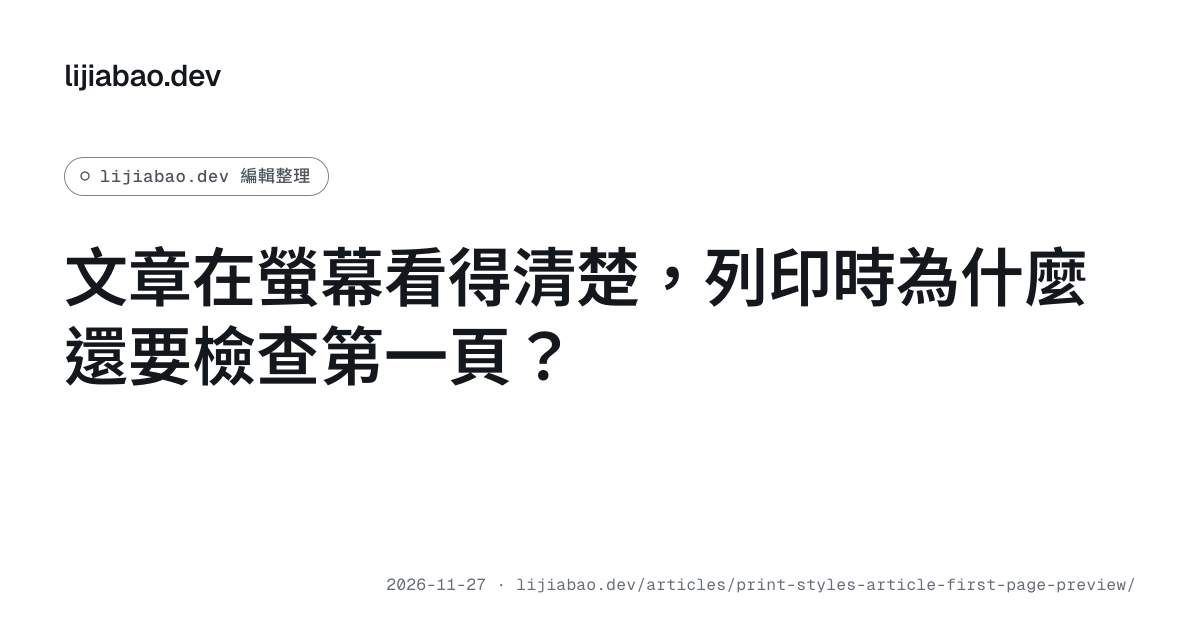 lijiabao.dev
lijiabao.dev 編輯整理
文章在螢幕看得清楚，列印時為什麼
還要檢查第一頁？
2026-11-27 · lijiabao.dev/articles/print-styles-article-first-page-preview/